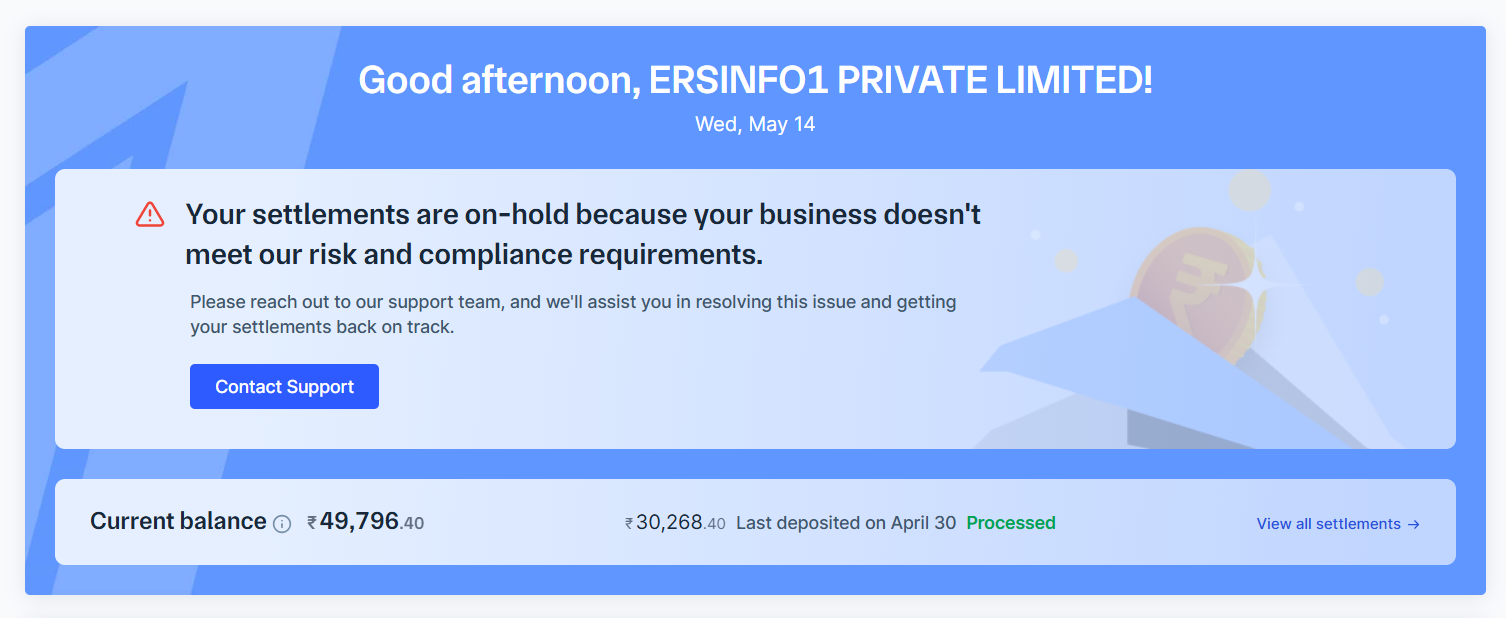 Good afternoon, ERSINFO1 PRIVATE LIMITED!
Wed, May 14
Your settlements are on-hold because your business doesn't
meet our risk and compliance requirements.
Please reach out to our support team, and we'll assist you in resolving this issue and getting
your settlements back on track.
Contact Support
Current balance ₹49,796.40 ₹30,268.40 Last deposited on April 30 Processed View all settlements →